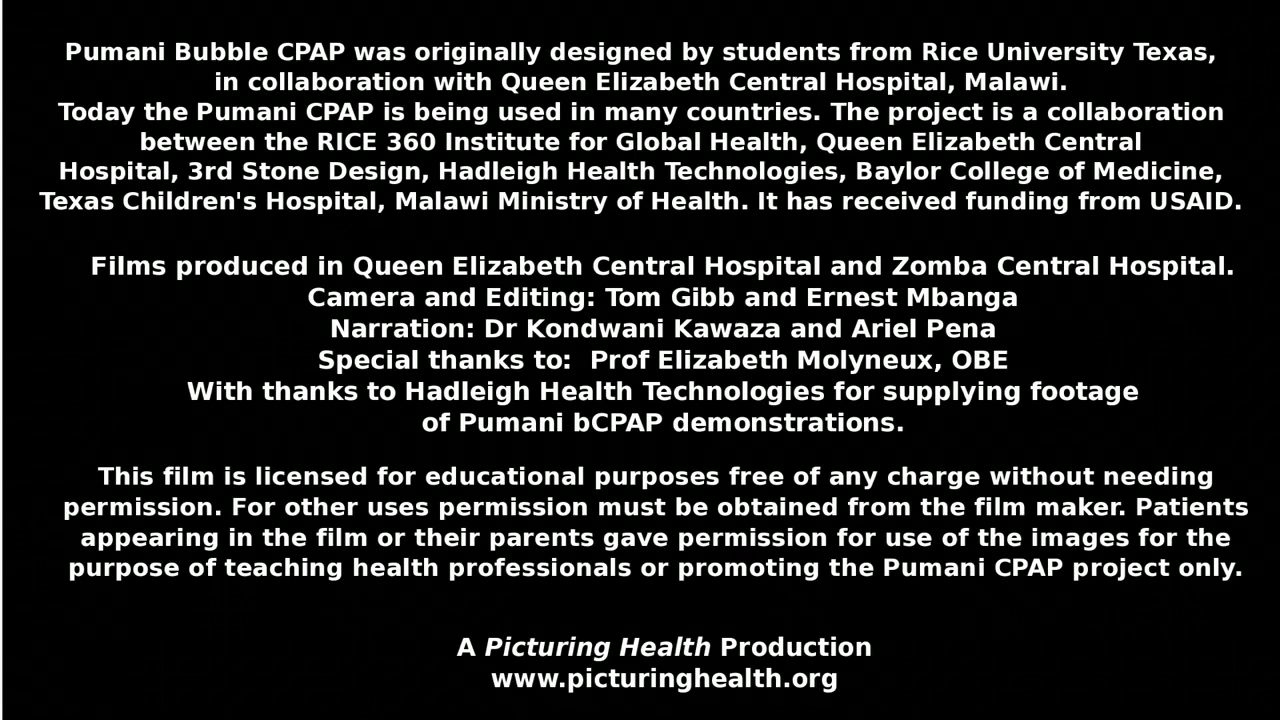 Pumani Bubble CPAP was originally designed by students from Rice University Texas,
in collaboration with Queen Elizabeth Central Hospital, Malawi.
Today the Pumani CPAP is being used in many countries. The project is a collaboration
between the RICE 360 Institute for Global Health, Queen Elizabeth Central
Hospital, 3rd Stone Design, Hadleigh Health Technologies, Baylor College of Medicine,
Texas Children's Hospital, Malawi Ministry of Health. It has received funding from USAID.
Films produced in Queen Elizabeth Central Hospital and Zomba Central Hospital.
Camera and Editing: Tom Gibb and Ernest Mbanga
Narration: Dr Kondwani Kawaza and Ariel Pena
Special thanks to:  Prof Elizabeth Molyneux, OBE
With thanks to Hadleigh Health Technologies for supplying footage
of Pumani bCPAP demonstrations.
This film is licensed for educational purposes free of any charge without needing
permission. For other uses permission must be obtained from the film maker. Patients
appearing in the film or their parents gave permission for use of the images for the
purpose of teaching health professionals or promoting the Pumani CPAP project only.
A Picturing Health Production
www.picturinghealth.org